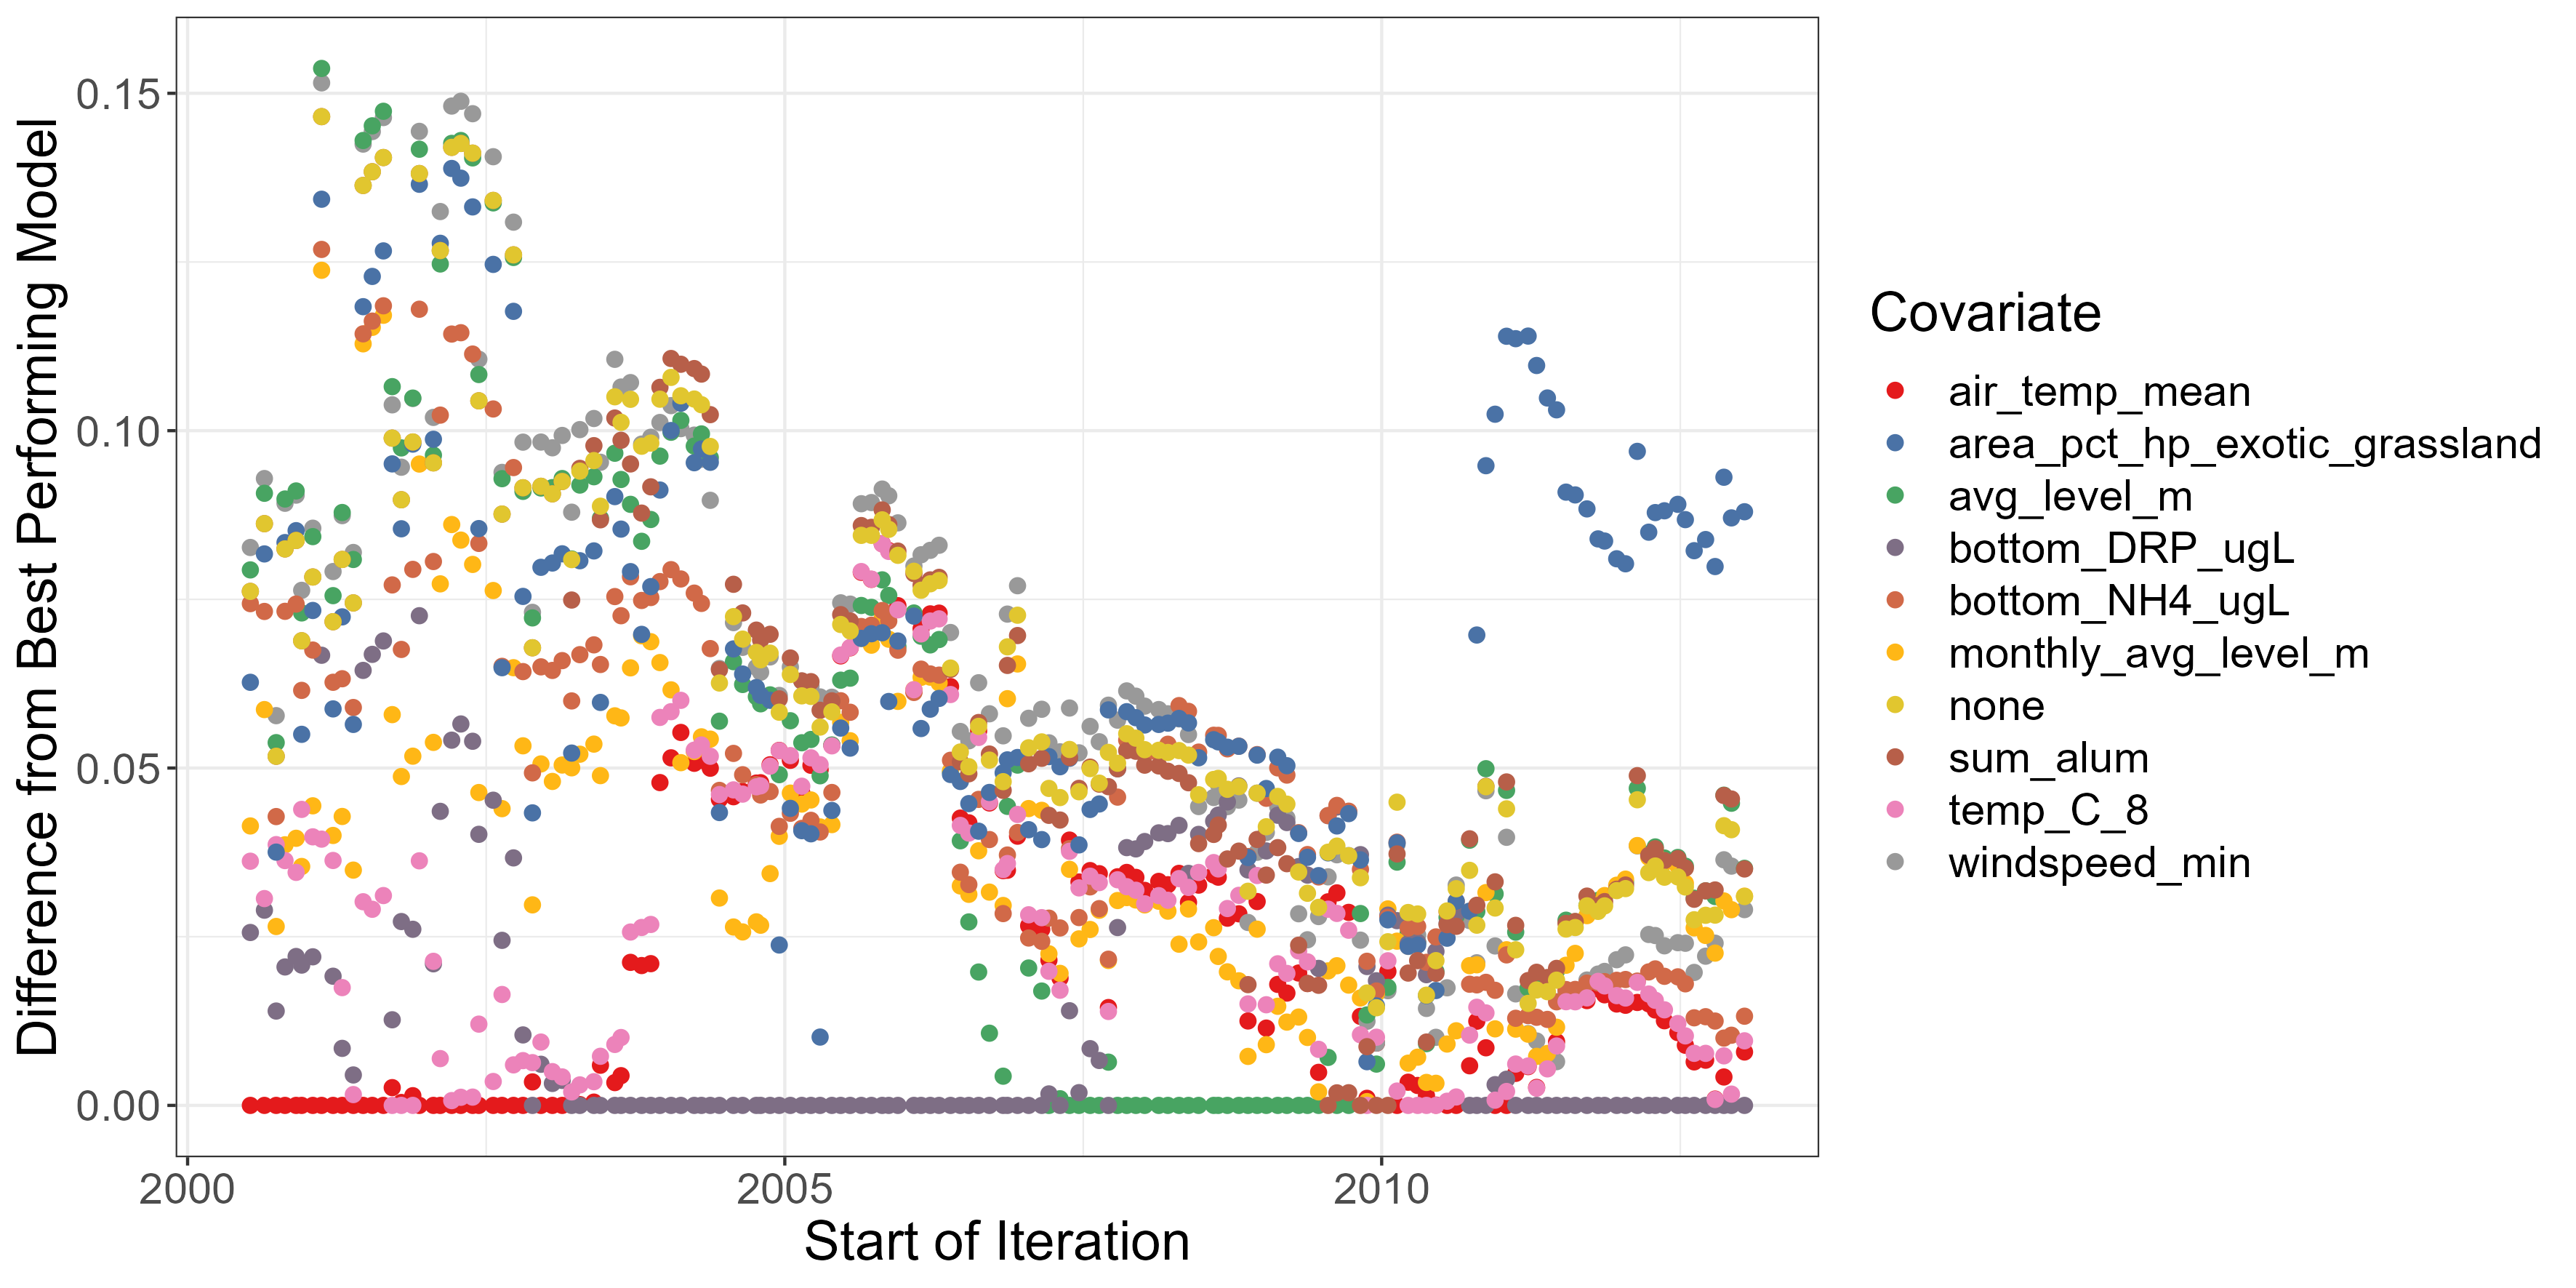 Difference from Best Performing Model
0.15
0.10
0.05
0.00
2000
2005
2010
Start of Iteration
Covariate
air_temp_mean
area_pct_hp_exotic_grassland
avg_level_m
bottom_DRP_ugL
bottom_NH4_ugL
monthly_avg_level_m
none
sum_alum
temp_C_8
windspeed_min